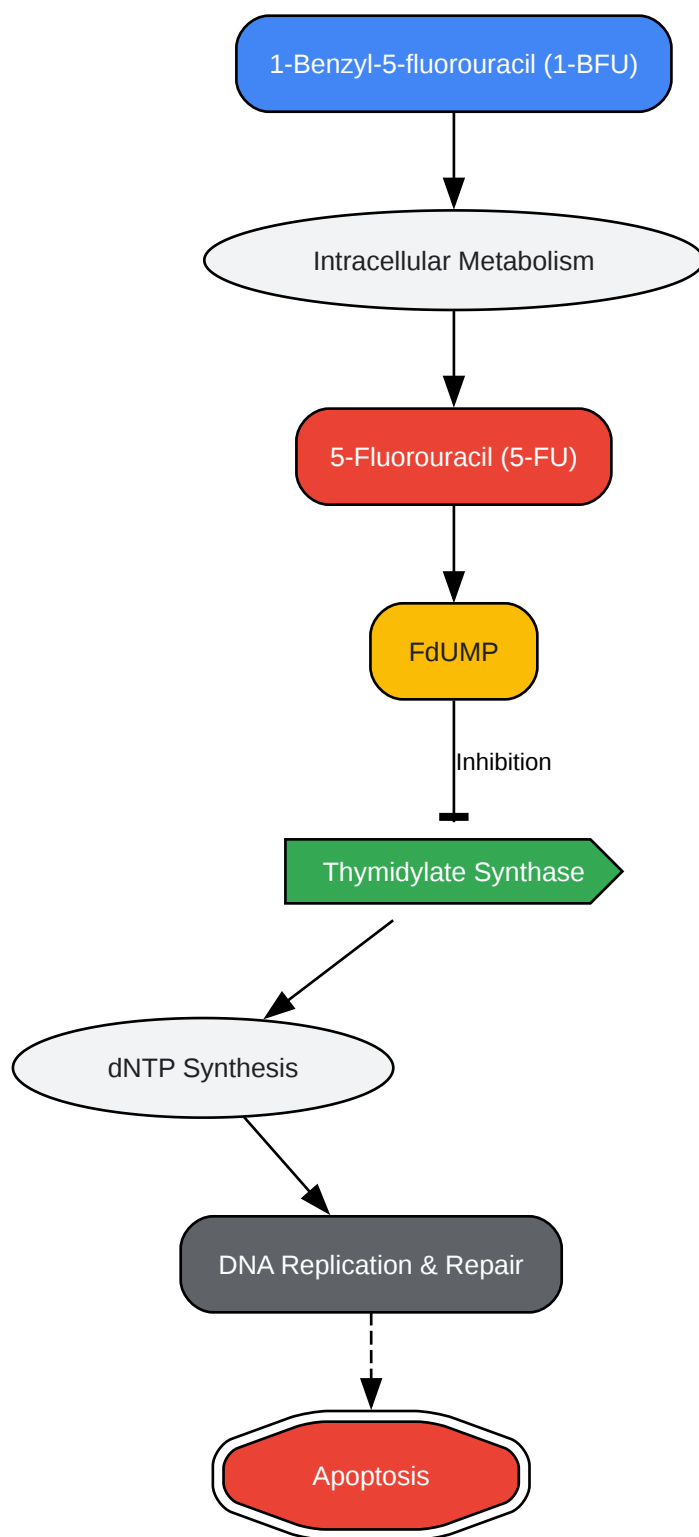 1-Benzyl-5-fluorouracil (1-BFU)
Intracellular Metabolism
5-Fluorouracil (5-FU)
FdUMP
Inhibition
Thymidylate Synthase
dNTP Synthesis
DNA Replication & Repair
Apoptosis